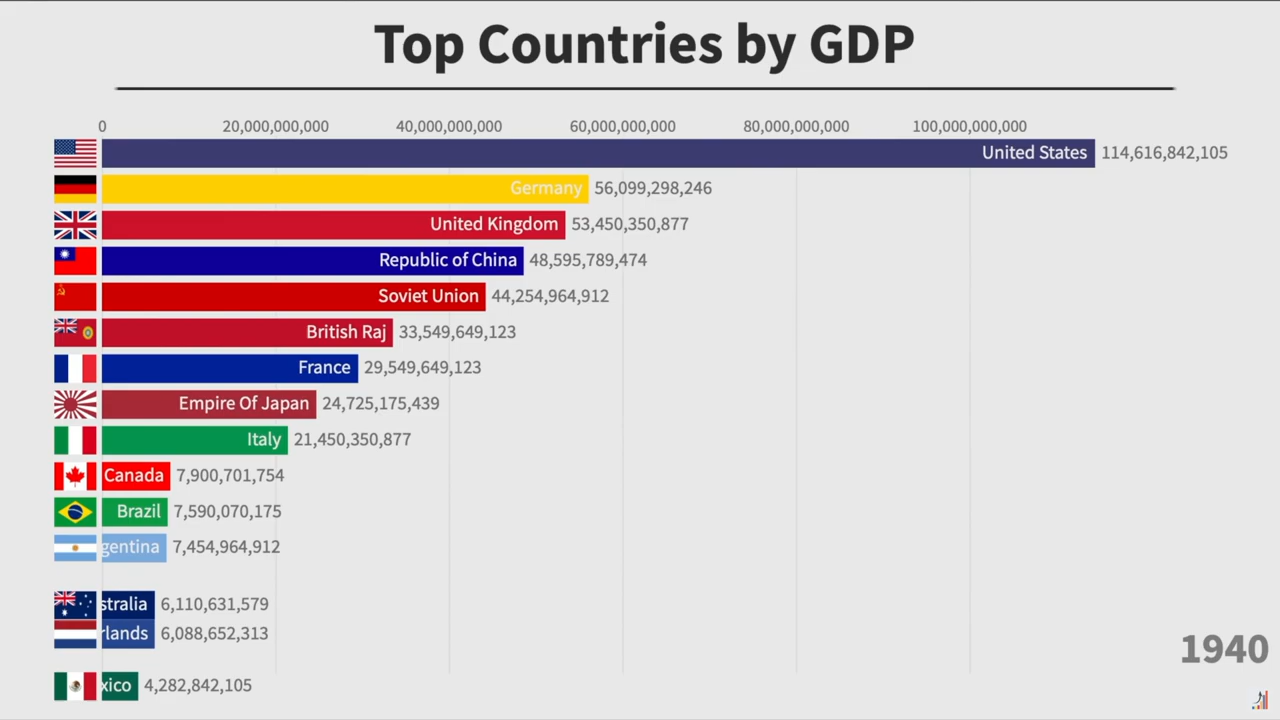 Top Countries by GDP
0 20,000,000,000 40,000,000,000 60,000,000,000 80,000,000,000 100,000,000,000
United States 114,616,842,105
Germany 56,099,298,246
United Kingdom 53,450,350,877
Republic of China 48,595,789,474
Soviet Union 44,254,964,912
British Raj 33,549,649,123
France 29,549,649,123
Empire Of Japan 24,725,175,439
Italy 21,450,350,877
Canada 7,900,701,754
Brazil 7,590,070,175
gentina 7,454,964,912
stralia 6,110,631,579
rlands 6,088,652,313
xico 4,282,842,105
1940